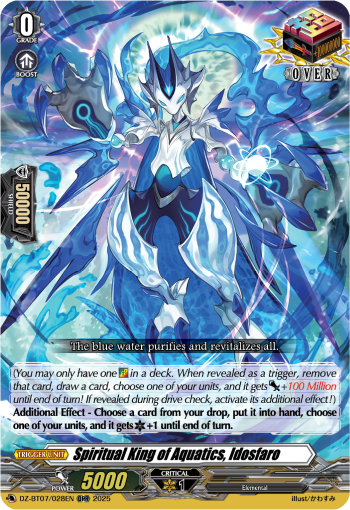 0
GRADE
BOOST
+100000000
OVER
50000
SHIELD
The blue water purifies and revitalizes all.
(You may only have one in a deck. When revealed as a trigger, remove
that card, draw a card, choose one of your units, and it gets +100 Million
until end of turn! If revealed during drive check, activate its additional effect!)
Additional Effect - Choose a card from your drop, put it into hand, choose
one of your units, and it gets +1 until end of turn.
TRIGGER UNIT
Spiritual King of Aquatics, Idosfaro
POWER
5000
CRITICAL
1
Elemental
DZ-BT07/028EN RRR 2025
illust/かわすみ